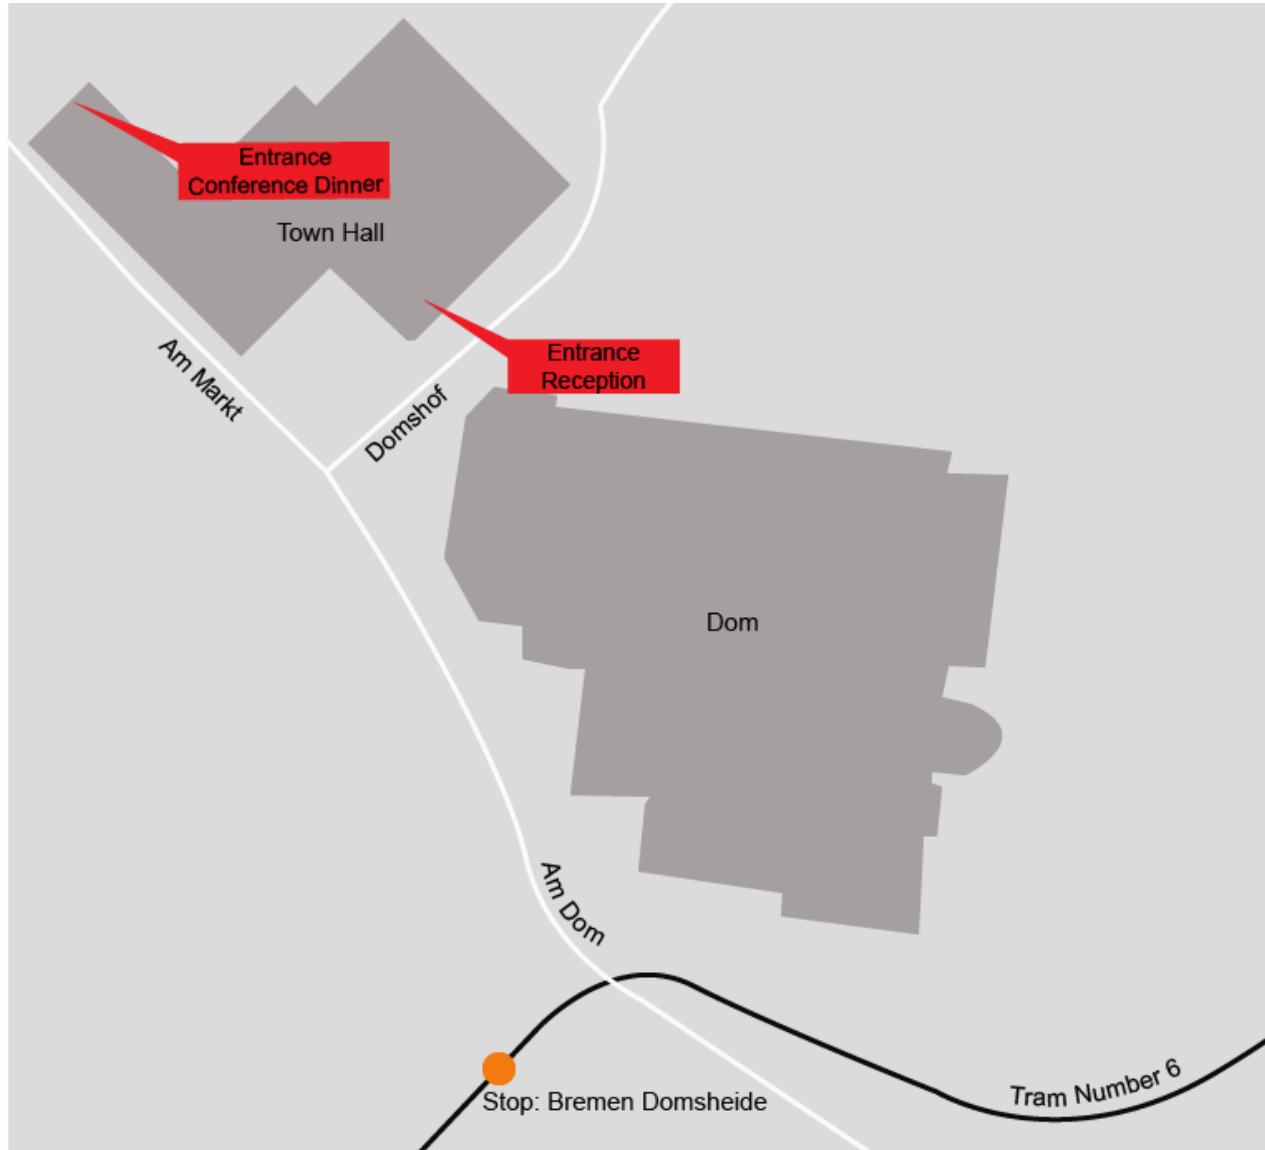 Entrance
Conference Dinner
Town Hall
Entrance
Reception
Am Markt
Domshof
Dom
Am Dom
Tram Number 6
Stop: Bremen Domsheide